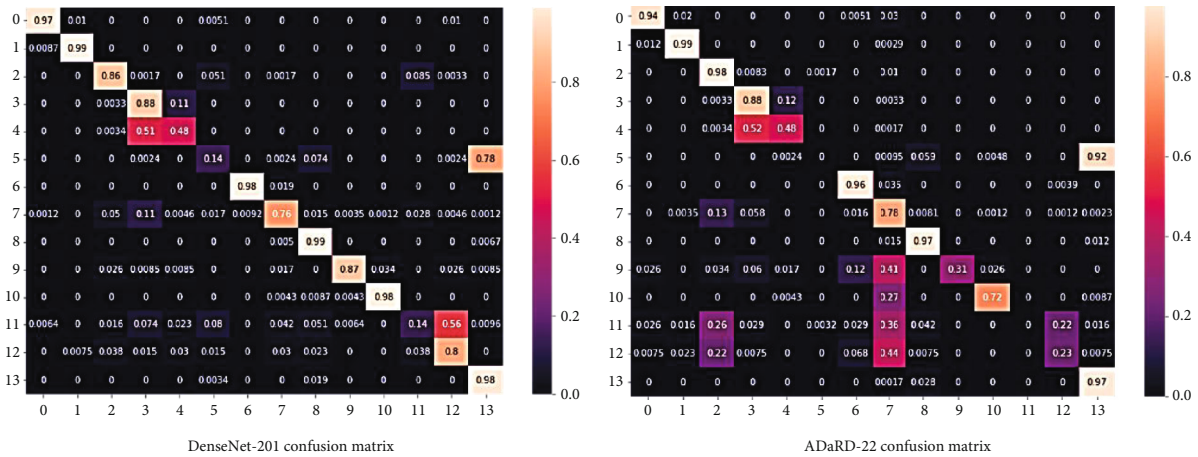 0 0.97 0.01 0 0 0 0.0051 0 0 0 0 0 0 0.01 0
1 0.0087 0.99 0 0 0 0 0 0 0 0 0 0 0 0
2 0 0 0.86 0.0017 0 0.051 0 0.0017 0 0 0 0.085 0.0033 0
3 0 0 0.0033 0.88 0.11 0 0 0 0 0 0 0 0 0
4 0 0 0.0034 0.51 0.48 0 0 0 0 0 0 0 0 0
5 0 0 0 0.0024 0 0.14 0 0.0024 0.074 0 0 0 0.0024 0.78
6 0 0 0 0 0 0 0.98 0.019 0 0 0 0 0 0
7 0.0012 0 0.05 0.11 0.0046 0.017 0.0092 0.76 0.015 0.0035 0.0012 0.028 0.0046 0.0012
8 0 0 0 0 0 0 0 0.005 0.99 0 0 0 0 0.0067
9 0 0 0.026 0.0085 0.0085 0 0 0.017 0 0.87 0.034 0 0.026 0.0085
10 0 0 0 0 0 0 0 0.0043 0.0087 0.0043 0.98 0 0 0
11 0.0064 0 0.016 0.074 0.023 0.08 0 0.042 0.051 0.0064 0 0.14 0.56 0.0096
12 0 0.0075 0.038 0.015 0.03 0.015 0 0.03 0.023 0 0 0.038 0.8 0
13 0 0 0 0 0 0.0034 0 0 0.019 0 0 0 0 0.98
0 1 2 3 4 5 6 7 8 9 10 11 12 13
0.8
0.6
0.4
0.2
0.0
DenseNet-201 confusion matrix
0 0.94 0.02 0 0 0 0 0.0051 0.03 0 0 0 0 0 0
1 0.012 0.99 0 0 0 0 0 0.00029 0 0 0 0 0 0
2 0 0 0.98 0.0083 0 0.0017 0 0.01 0 0 0 0 0 0
3 0 0 0.0033 0.88 0.12 0 0 0.0033 0 0 0 0 0 0
4 0 0 0.0034 0.52 0.48 0 0 0.00017 0 0 0 0 0 0
5 0 0 0 0 0.0024 0 0 0.00095 0.059 0 0.0048 0 0 0.92
6 0 0 0 0 0 0 0.96 0.035 0 0 0 0 0.0039 0
7 0 0.0035 0.13 0.058 0 0 0.016 0.78 0.0081 0 0.0012 0 0.0012 0.0023
8 0 0 0 0 0 0 0 0.015 0.97 0 0 0 0 0.012
9 0.026 0 0.034 0.06 0.017 0 0.12 0.41 0 0.31 0.026 0 0 0
10 0 0 0 0 0.0043 0 0 0.27 0 0 0.72 0 0 0.0087
11 0.026 0.016 0.26 0.029 0 0.0032 0.029 0.36 0.042 0 0 0 0.22 0.016
12 0.0075 0.023 0.22 0.0075 0 0 0.068 0.44 0.0075 0 0 0 0.23 0.0075
13 0 0 0 0 0 0 0 0.00017 0.028 0 0 0 0 0.97
0 1 2 3 4 5 6 7 8 9 10 11 12 13
0.8
0.6
0.4
0.2
0.0
ADaRD-22 confusion matrix